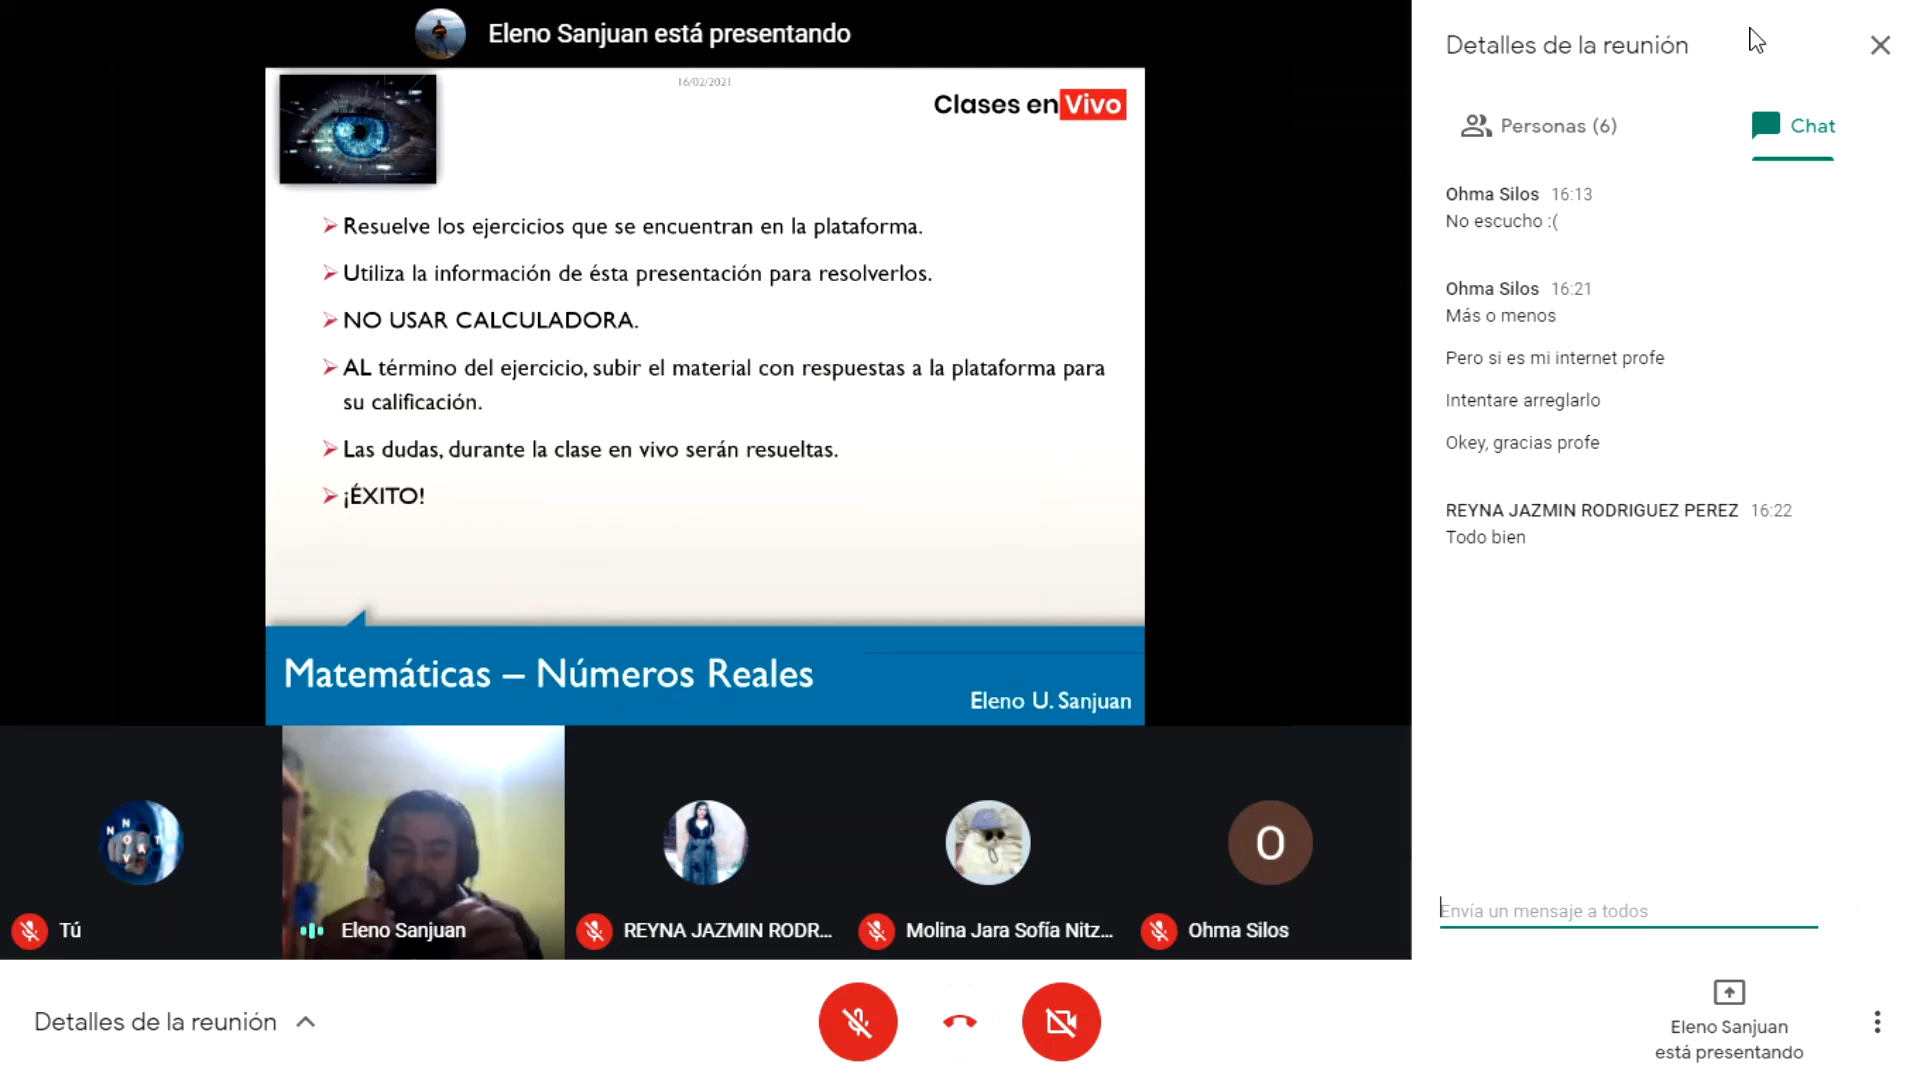 Eleno Sanjuan está presentando
16/02/2021
Clases en Vivo
Resuelve los ejercicios que se encuentran en la plataforma.
Utiliza la información de ésta presentación para resolverlos.
NO USAR CALCULADORA.
AL término del ejercicio, subir el material con respuestas a la plataforma para
su calificación.
Las dudas, durante la clase en vivo serán resueltas.
¡ÉXITO!
Matemáticas – Números Reales
Eleno U. Sanjuan
Tú
Eleno Sanjuan
REYNA JAZMIN RODR...
Molina Jara Sofía Nitz...
O
Ohma Silos
Detalles de la reunión
Detalles de la reunión
Personas (6)
Chat
Ohma Silos 16:13
No escucho :(
Ohma Silos 16:21
Más o menos
Pero si es mi internet profe
Intentare arreglarlo
Okey, gracias profe
REYNA JAZMIN RODRIGUEZ PEREZ 16:22
Todo bien
Envía un mensaje a todos
Eleno Sanjuan
está presentando